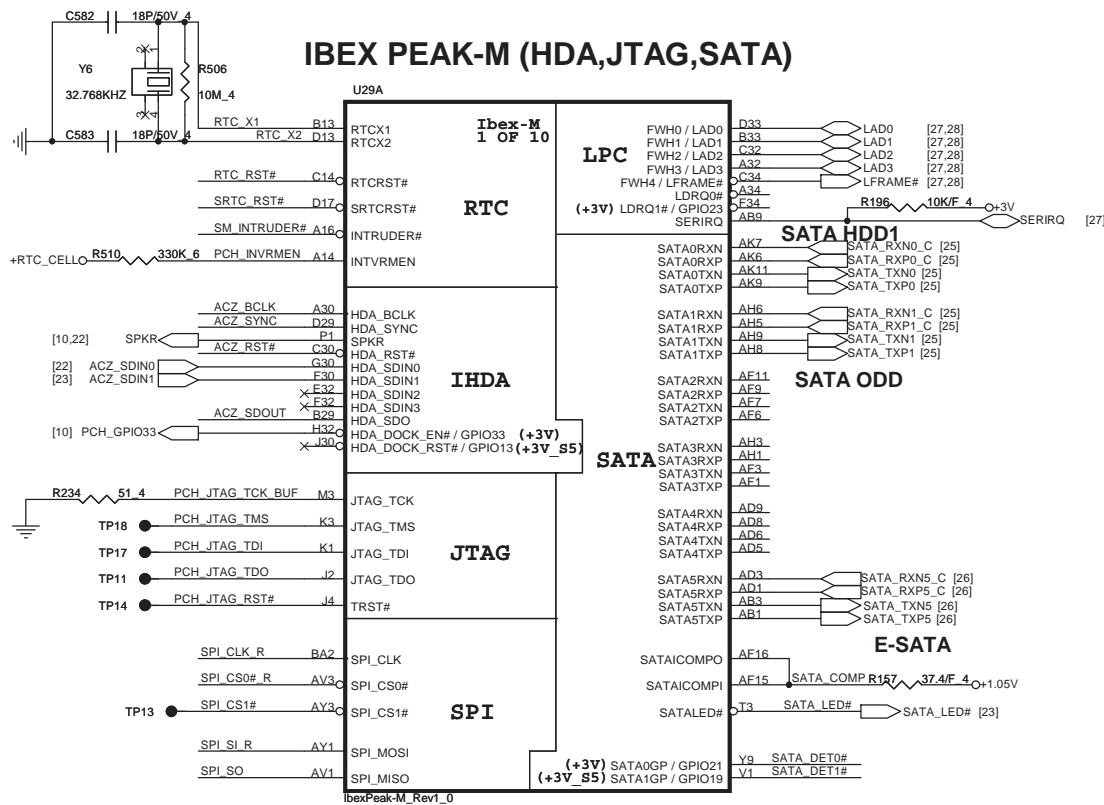 C582 18P/50V_4
IBEX PEAK-M (HDA,JTAG,SATA)
Y6
32.768KHZ
2
1
3
4
R506
10M_4
C583 18P/50V_4
U29A
Ibex-M
1 OF 10
RTC_X1 B13 RTCX1
RTC_X2 D13 RTCX2
RTC_RST# C14 RTCRST#
SRTC_RST# D17 SRTCRST#
RTC
SM_INTRUDER# A16 INTRUDER#
+RTC_CELL R510 330K_6 PCH_INVRMEN A14 INTVRMEN
ACZ_BCLK A30 HDA_BCLK
ACZ_SYNC D29 HDA_SYNC
[10,22] SPKR P1 SPKR
ACZ_RST# C30 HDA_RST#
[22] ACZ_SDIN0 G30 HDA_SDIN0
[23] ACZ_SDIN1 F30 HDA_SDIN1
E32 HDA_SDIN2
F32 HDA_SDIN3
IHDA
ACZ_SDOUT B29 HDA_SDO
[10] PCH_GPIO33 H32 HDA_DOCK_EN# / GPIO33 (+3V)
J30 HDA_DOCK_RST# / GPIO13 (+3V_S5)
R234 51_4 PCH_JTAG_TCK_BUF M3 JTAG_TCK
TP18 PCH_JTAG_TMS K3 JTAG_TMS
TP17 PCH_JTAG_TDI K1 JTAG_TDI
JTAG
TP11 PCH_JTAG_TDO J2 JTAG_TDO
TP14 PCH_JTAG_RST# J4 TRST#
SPI_CLK_R BA2 SPI_CLK
SPI_CS0#_R AV3 SPI_CS0#
TP13 SPI_CS1# AY3 SPI_CS1#
SPI
SPI_SI_R AY1 SPI_MOSI
SPI_SO AV1 SPI_MISO
IbexPeak-M_Rev1_0
LPC
FWH0 / LAD0 D33 LAD0 [27,28]
FWH1 / LAD1 B33 LAD1 [27,28]
FWH2 / LAD2 C32 LAD2 [27,28]
FWH3 / LAD3 A32 LAD3 [27,28]
FWH4 / LFRAME# C34 LFRAME# [27,28]
LDRQ0# A34
(+3V) LDRQ1# / GPIO23 F34
R196 10K/F_4 +3V
SERIRQ AB9 SERIRQ [27]
SATA HDD1
SATA0RXN AK7 SATA_RXN0_C [25]
SATA0RXP AK6 SATA_RXP0_C [25]
SATA0TXN AK11 SATA_TXN0 [25]
SATA0TXP AK9 SATA_TXP0 [25]
SATA1RXN AH6 SATA_RXN1_C [25]
SATA1RXP AH5 SATA_RXP1_C [25]
SATA1TXN AH9 SATA_TXN1 [25]
SATA1TXP AH8 SATA_TXP1 [25]
SATA ODD
SATA2RXN AF11
SATA2RXP AF9
SATA2TXN AF7
SATA2TXP AF6
SATA
SATA3RXN AH3
SATA3RXP AH1
SATA3TXN AF3
SATA3TXP AF1
SATA4RXN AD9
SATA4RXP AD8
SATA4TXN AD6
SATA4TXP AD5
SATA5RXN AD3 SATA_RXN5_C [26]
SATA5RXP AD1 SATA_RXP5_C [26]
SATA5TXN AB3 SATA_TXN5 [26]
SATA5TXP AB1 SATA_TXP5 [26]
E-SATA
SATAICOMPO AF16
SATAICOMPI AF15 SATA_COMP R157 37.4/F_4 +1.05V
SATALED# T3 SATA_LED# SATA_LED# [23]
(+3V) SATA0GP / GPIO21 Y9 SATA_DET0#
(+3V_S5) SATA1GP / GPIO19 V1 SATA_DET1#